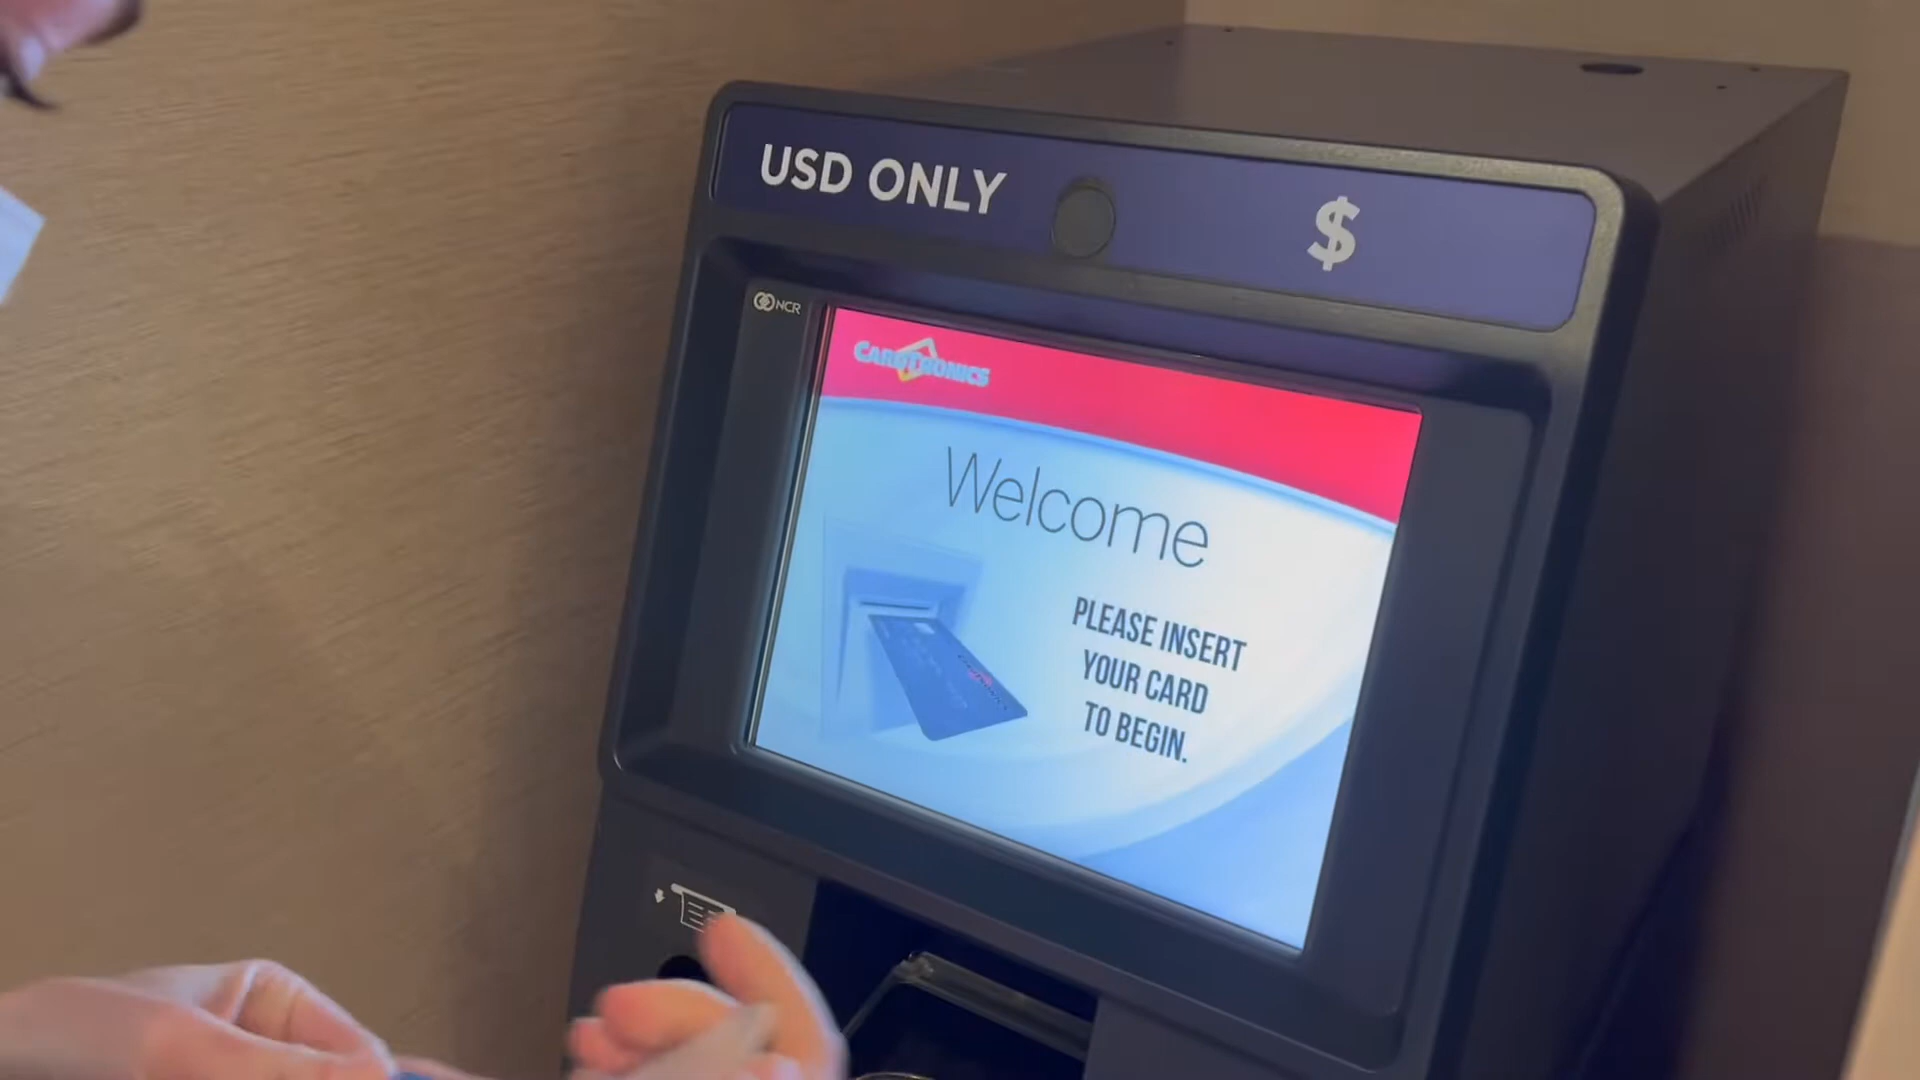 USD ONLY $
NCR
CARDTRONICS
Welcome
PLEASE INSERT
YOUR CARD
TO BEGIN.